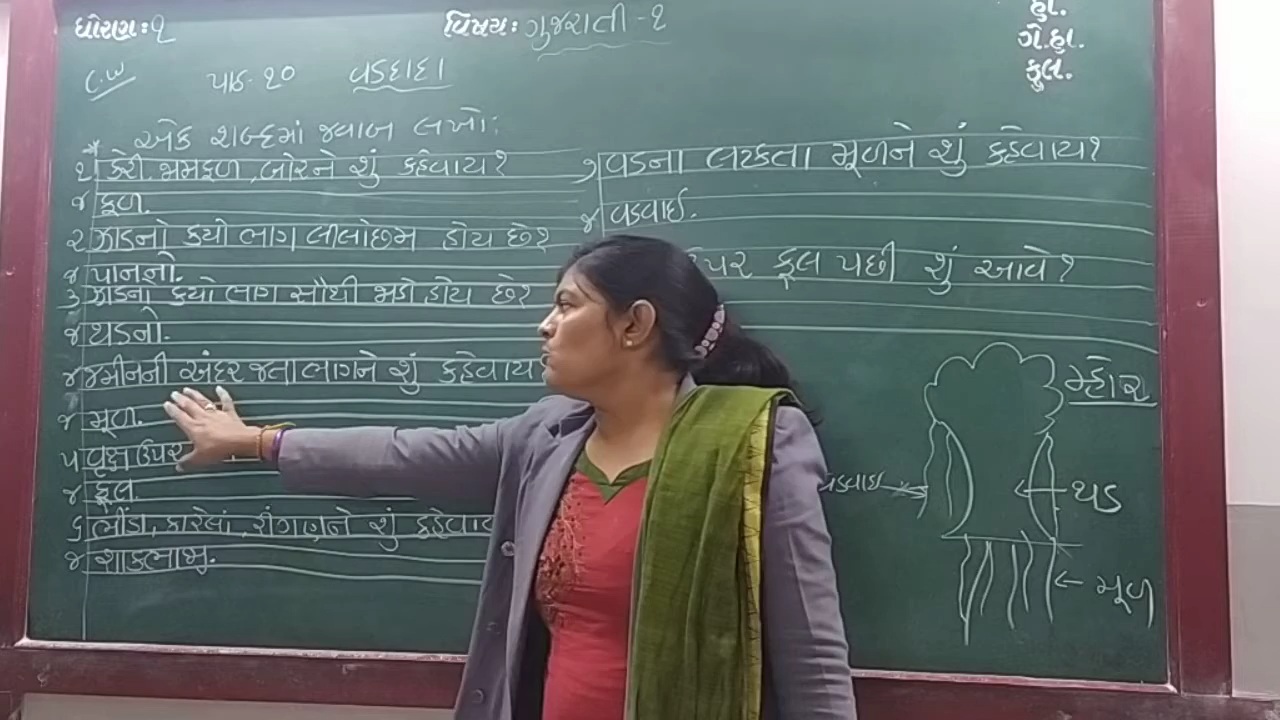 ધોરણ: ૧
વિષય: ગુજરાતી - ૧
હા.
ગે.હા.
કુલ.
C.W
પાઠ - ૧૦ વડદાદા
* એક શબ્દમાં જવાબ લખો:
૧ કેરી, જામફળ, બોરને શું કહેવાય?
જ ફળ.
૨ ઝાડનો કયો ભાગ લીલોછમ હોય છે?
જ પાનનો.
૩ ઝાડનો કયો ભાગ સૌથી જાડો હોય છે?
જ થડનો.
૪ જમીનની અંદર જતા ભાગને શું કહેવાય
જ મૂળ.
૫ વૃક્ષ ઉપર
જ ફૂલ.
૬ ભીંડા, કારેલાં, રીંગણને શું કહેવાય
જ શાકભાજી.
૭ વડના લટકતા મૂળને શું કહેવાય?
જ વડવાઈ.
ઉપર ફૂલ પછી શું આવે?
મ્હોર
વડવાઈ
થડ
મૂળ